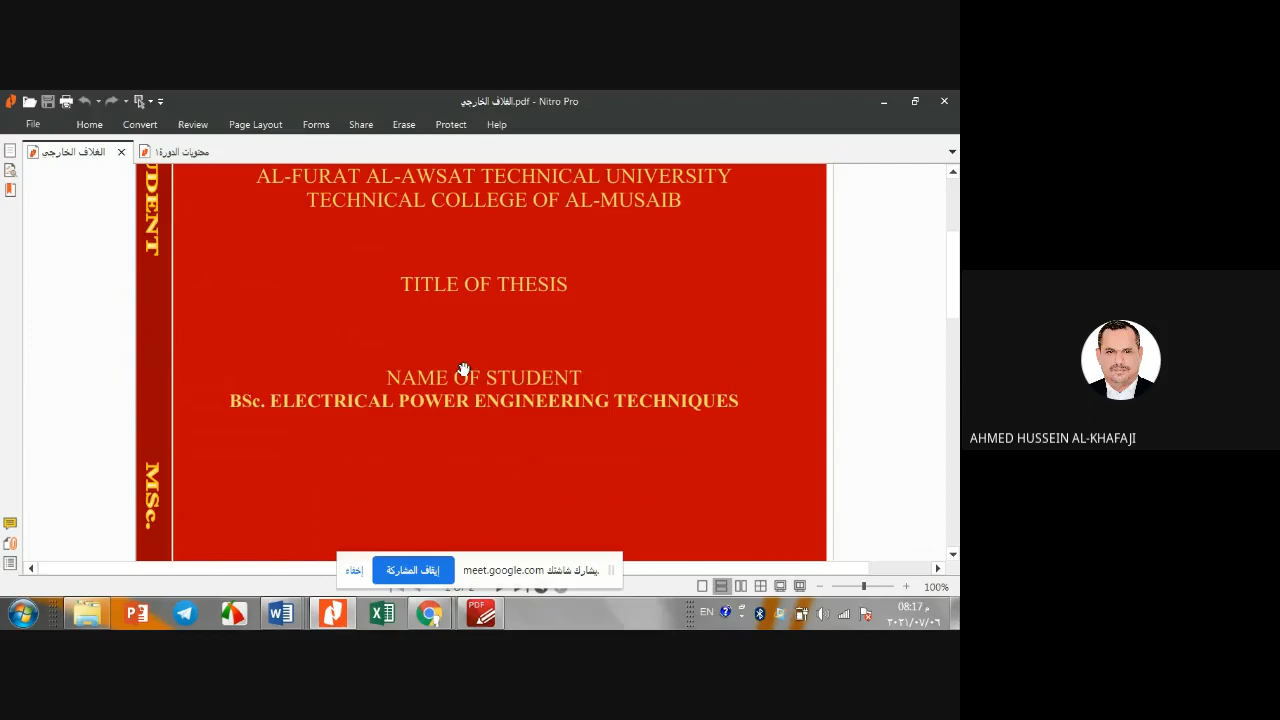 الغلاف الخارجي.pdf - Nitro Pro
File Home Convert Review Page Layout Forms Share Erase Protect Help
الغلاف الخارجي
محتويات الدورة١
UDENT
MSc.
AL-FURAT AL-AWSAT TECHNICAL UNIVERSITY
TECHNICAL COLLEGE OF AL-MUSAIB
TITLE OF THESIS
NAME OF STUDENT
BSc. ELECTRICAL POWER ENGINEERING TECHNIQUES
AHMED HUSSEIN AL-KHAFAJI
يشارك شاشتك meet.google.com.
إيقاف المشاركة
إخفاء
100%
PDF
EN
08:17 م
٢٠٢١/٠٧/٠٦